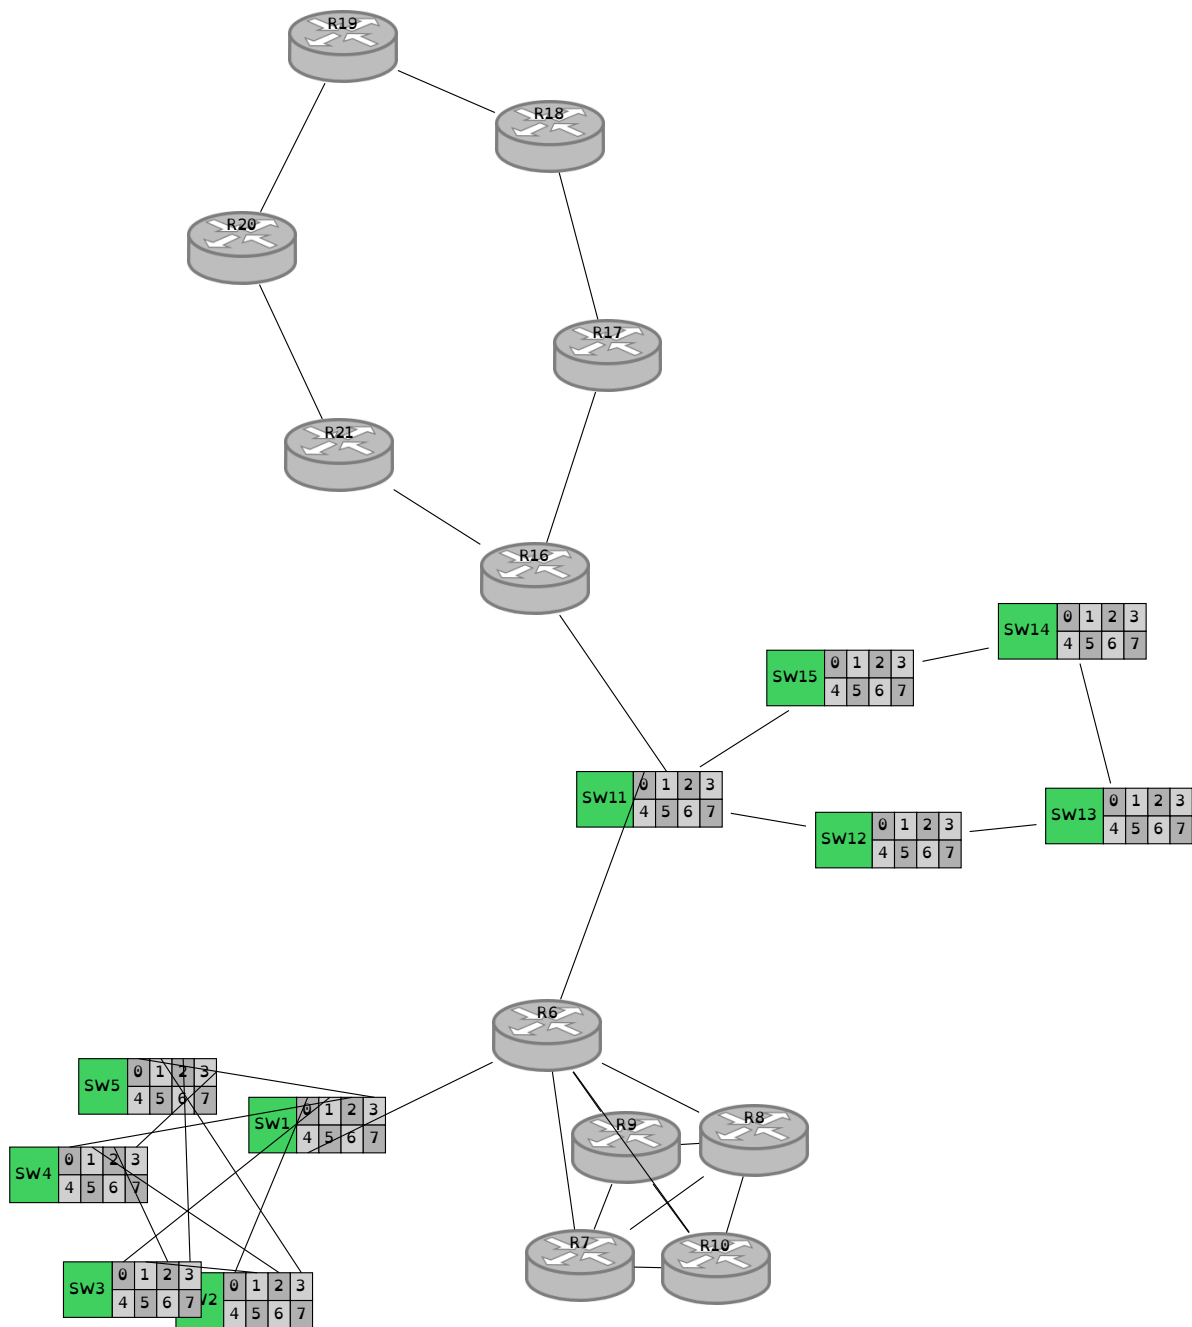 R19
R18
R20
R17
R21
R16
SW14 0 1 2 3
4 5 6 7
SW15 0 1 2 3
4 5 6 7
SW11 0 1 2 3
4 5 6 7
SW13 0 1 2 3
4 5 6 7
SW12 0 1 2 3
4 5 6 7
R6
SW5 0 1 2 3
4 5 6 7
SW1 0 1 2 3
4 5 6 7
R9
R8
SW4 0 1 2 3
4 5 6 7
R7
R10
SW3 0 1 2 3
4 5 6 7
W2 0 1 2 3
4 5 6 7